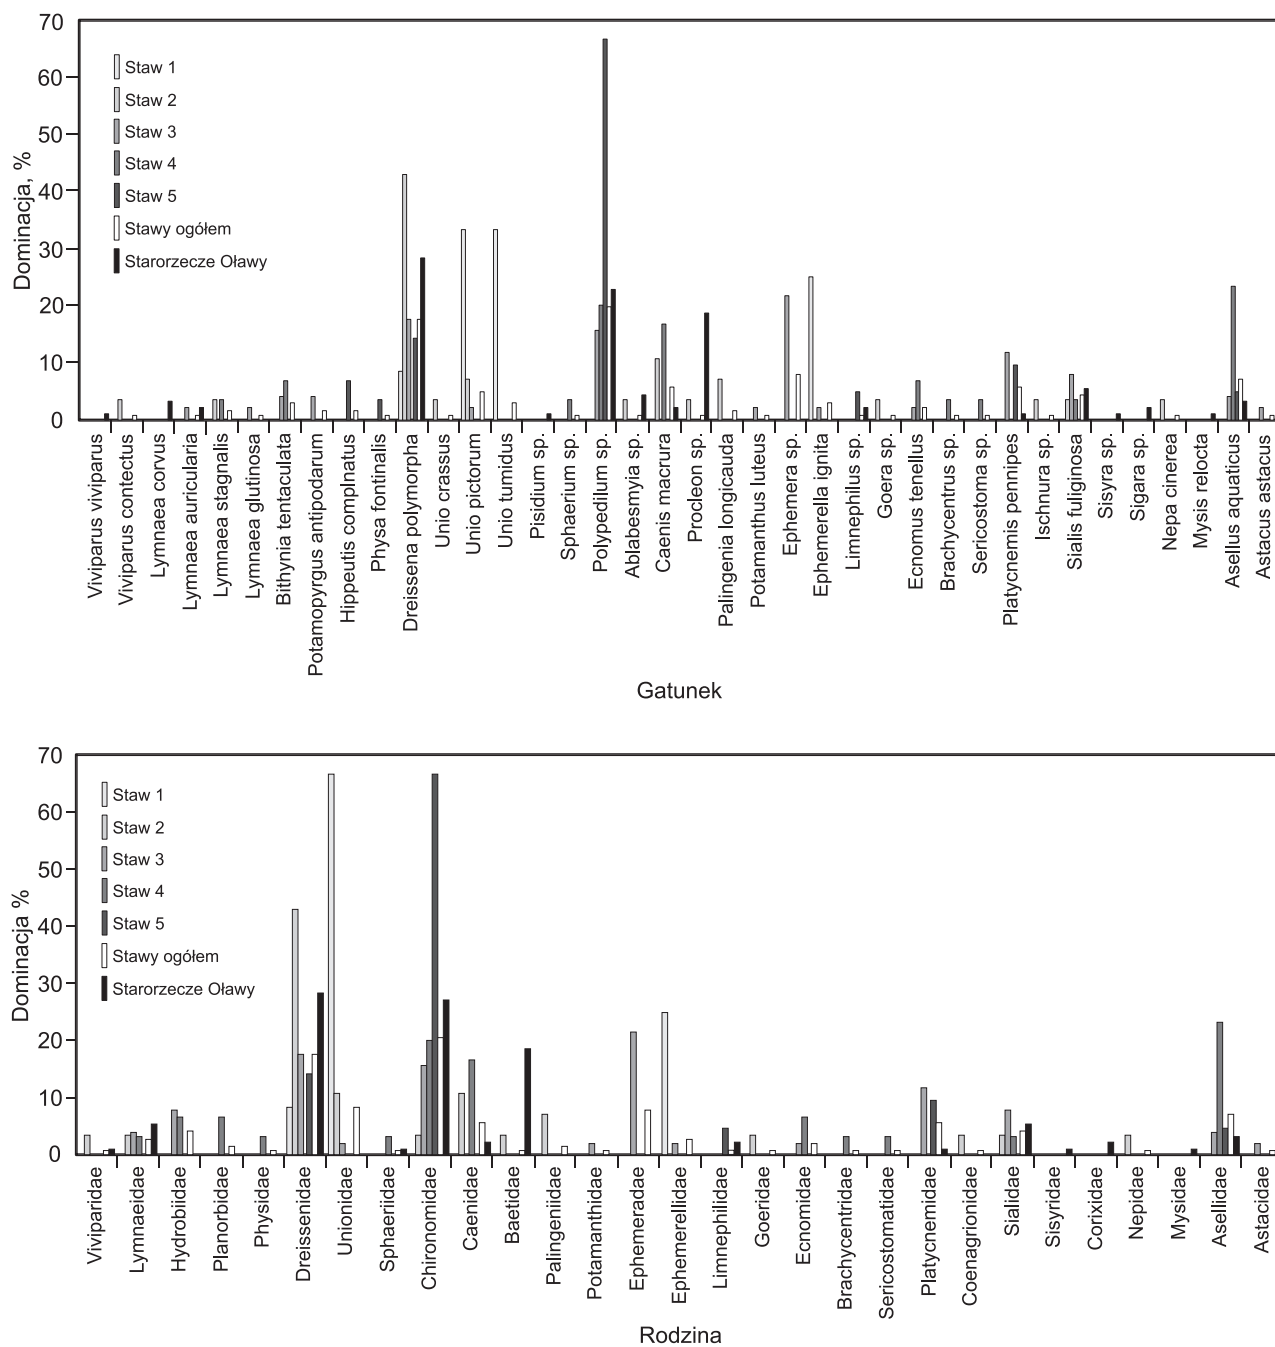 70
60
50
40
30
20
10
0
Dominacja, %
Staw 1
Staw 2
Staw 3
Staw 4
Staw 5
Stawy ogółem
Starorzecze Oławy
Viviparus viviparus
Viviparus contectus
Lymnaea corvus
Lymnaea auricularia
Lymnaea stagnalis
Lymnaea glutinosa
Bithynia tentaculata
Potamopyrgus antipodarum
Hippeutis complnatus
Physa fontinalis
Dreissena polymorpha
Unio crassus
Unio pictorum
Unio tumidus
Pisidium sp.
Sphaerium sp.
Polypedilum sp.
Ablabesmyia sp.
Caenis macrura
Procleon sp.
Palingenia longicauda
Potamanthus luteus
Ephemera sp.
Ephemerella ignita
Limnephilus sp.
Goera sp.
Ecnomus tenellus
Brachycentrus sp.
Sericostoma sp.
Platycnemis pennipes
Ischnura sp.
Sialis fuliginosa
Sisyra sp.
Sigara sp.
Nepa cinerea
Mysis relocta
Asellus aquaticus
Astacus astacus
Gatunek
70
60
50
40
30
20
10
0
Dominacja %
Staw 1
Staw 2
Staw 3
Staw 4
Staw 5
Stawy ogółem
Starorzecze Oławy
Viviparidae
Lymnaeidae
Hydrobiidae
Planorbidae
Physidae
Dreissenidae
Unionidae
Sphaeriidae
Chironomidae
Caenidae
Baetidae
Palingeniidae
Potamanthidae
Ephemeradae
Ephemerellidae
Limnephilidae
Goeridae
Ecnomidae
Brachycentridae
Sericostomatidae
Platycnemidae
Coenagrionidae
Sialidae
Sisyridae
Corixidae
Nepidae
Mysidae
Asellidae
Astacidae
Rodzina